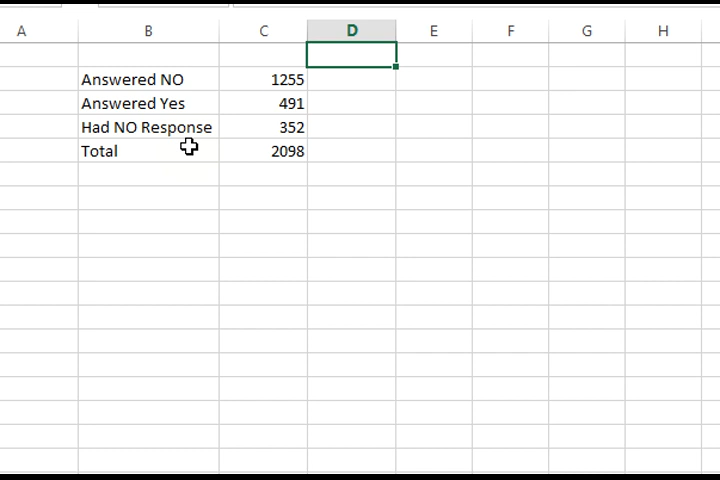 A B C D E F G H
Answered NO 1255
Answered Yes 491
Had NO Response 352
Total 2098